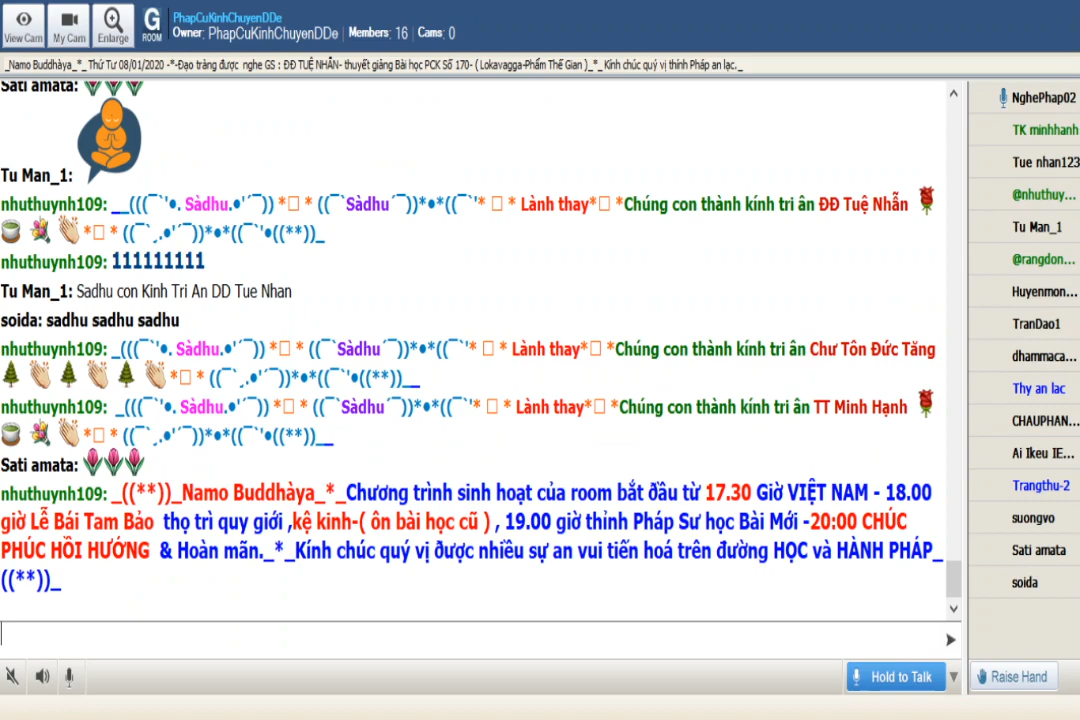 View Cam My Cam Enlarge G ROOM PhapCuKinhChuyenDDe
Owner: PhapCuKinhChuyenDDe Members: 16 Cams: 0
_Namo Buddhàya_*_ Thứ Tư 08/01/2020 -*-Đạo tràng được nghe GS : ĐĐ TUỆ NHẪN- thuyết giảng Bài học PCK Số 170- ( Lokavagga-Phẩm Thế Gian )_*_ Kính chúc quý vị thính Pháp an lạc._
Sati amata:
Tu Man_1:
nhuthuynh109: __(((¯`'•. Sàdhu.•'´¯)) *□ * ((¯`Sàdhu´¯))*•*((¯`'* □ * Lành thay*□ *Chúng con thành kính tri ân ĐĐ Tuệ Nhẫn
*□ * ((¯`¸.•'´¯))*•*((¯`'•((**))_
nhuthuynh109: 111111111
Tu Man_1: Sadhu con Kinh Tri An DD Tue Nhan
soida: sadhu sadhu sadhu
nhuthuynh109: _(((¯`'•. Sàdhu.•'´¯)) *□ * ((¯`Sàdhu´¯))*•*((¯`'* □ * Lành thay*□ *Chúng con thành kính tri ân Chư Tôn Đức Tăng
*□ * ((¯`¸.•'´¯))*•*((¯`'•((**))__
nhuthuynh109: _(((¯`'•. Sàdhu.•'´¯)) *□ * ((¯`Sàdhu´¯))*•*((¯`'* □ * Lành thay*□ *Chúng con thành kính tri ân TT Minh Hạnh
*□ * ((¯`¸.•'´¯))*•*((¯`'•((**))__
Sati amata:
nhuthuynh109: _((**))_Namo Buddhàya_*_Chương trình sinh hoạt của room bắt đầu từ 17.30 Giờ VIỆT NAM - 18.00
giờ Lễ Bái Tam Bảo thọ trì quy giới ,kệ kinh-( ôn bài học cũ ) , 19.00 giờ thỉnh Pháp Sư học Bài Mới -20:00 CHÚC
PHÚC HỒI HƯỚNG & Hoàn mãn._*_Kính chúc quý vị được nhiều sự an vui tiến hoá trên đường HỌC và HÀNH PHÁP_
((**))_
NghePhap02
TK minhhanh
Tue nhan123
@nhuthuy...
Tu Man_1
@rangdon...
Huyenmon...
TranDao1
dhammaca...
Thy an lac
CHAUPHAN...
Ai Ikeu IE...
Trangthu-2
suongvo
Sati amata
soida
Hold to Talk
Raise Hand